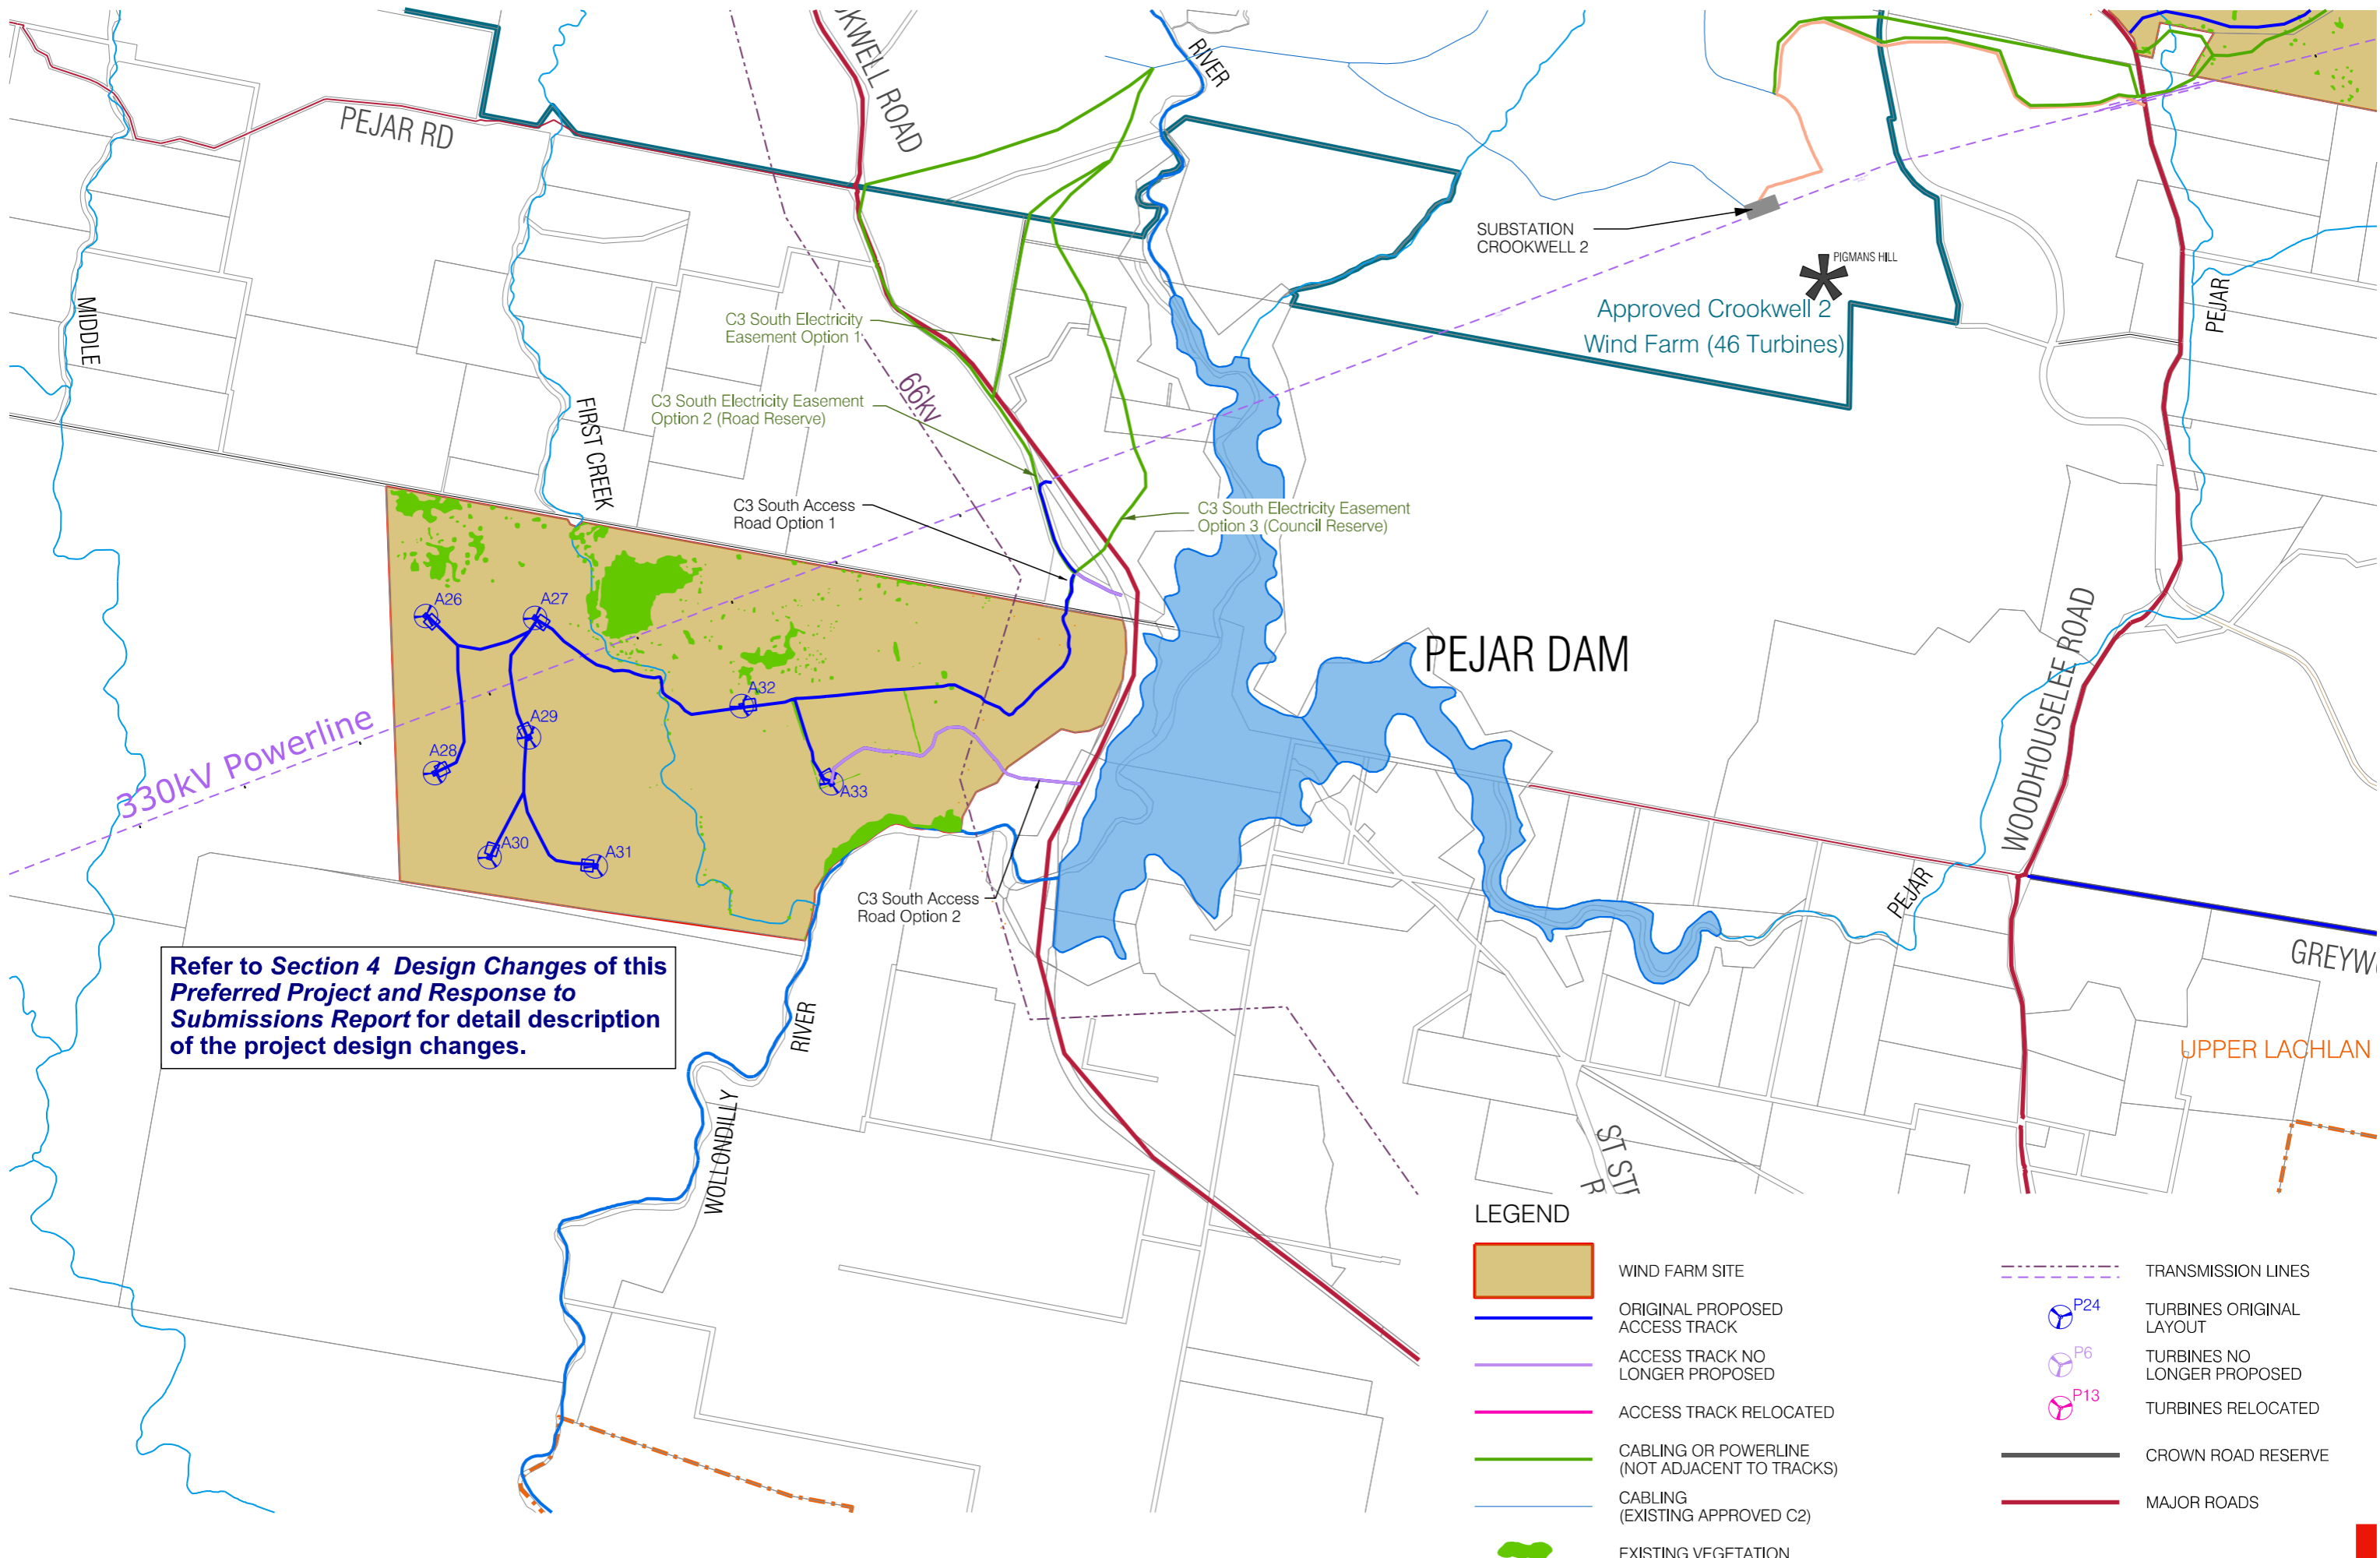 RIVER
CKWELL ROAD
PEJAR RD
SUBSTATION
CROOKWELL 2
PIGMANS HILL
Approved Crookwell 2
Wind Farm (46 Turbines)
PEJAR
MIDDLE
C3 South Electricity
Easement Option 1
66kv
C3 South Electricity Easement
Option 2 (Road Reserve)
FIRST CREEK
C3 South Access
Road Option 1
C3 South Electricity Easement
Option 3 (Council Reserve)
A26
A27
PEJAR DAM
WOODHOUSELEE ROAD
A32
A29
330kV Powerline
A28
A33
A30
A31
C3 South Access
Road Option 2
PEJAR
GREYW
Refer to Section 4 Design Changes of this
Preferred Project and Response to
Submissions Report for detail description
of the project design changes.
RIVER
UPPER LACHLAN
WOLLONDILLY
ST STE
R
LEGEND
WIND FARM SITE
ORIGINAL PROPOSED
ACCESS TRACK
ACCESS TRACK NO
LONGER PROPOSED
ACCESS TRACK RELOCATED
CABLING OR POWERLINE
(NOT ADJACENT TO TRACKS)
CABLING
(EXISTING APPROVED C2)
EXISTING VEGETATION
TRANSMISSION LINES
P24
TURBINES ORIGINAL
LAYOUT
P6
TURBINES NO
LONGER PROPOSED
P13
TURBINES RELOCATED
CROWN ROAD RESERVE
MAJOR ROADS